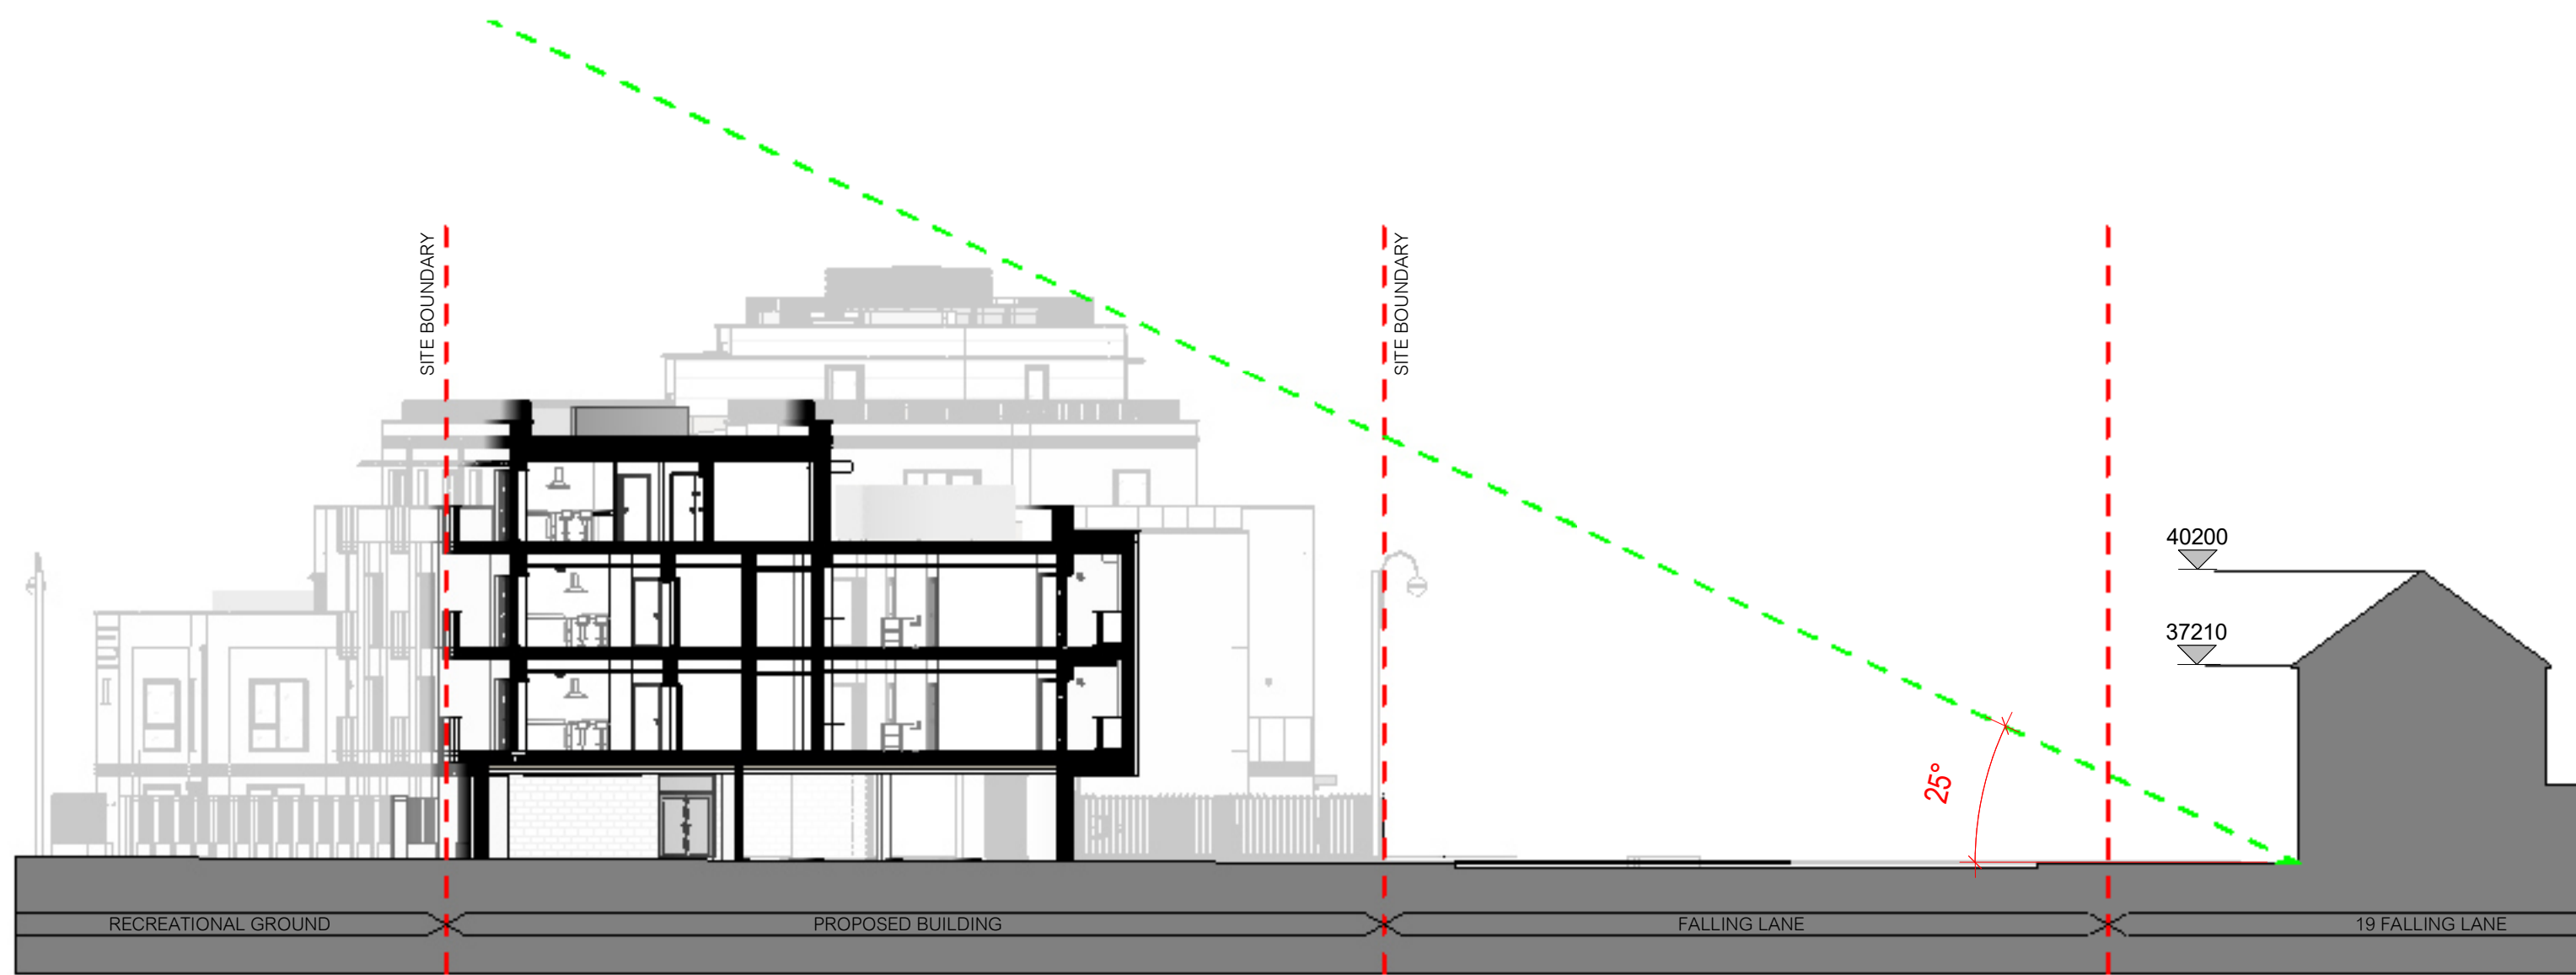 SITE BOUNDARY
SITE BOUNDARY
40200
37210
25°
RECREATIONAL GROUND
PROPOSED BUILDING
FALLING LANE
19 FALLING LANE